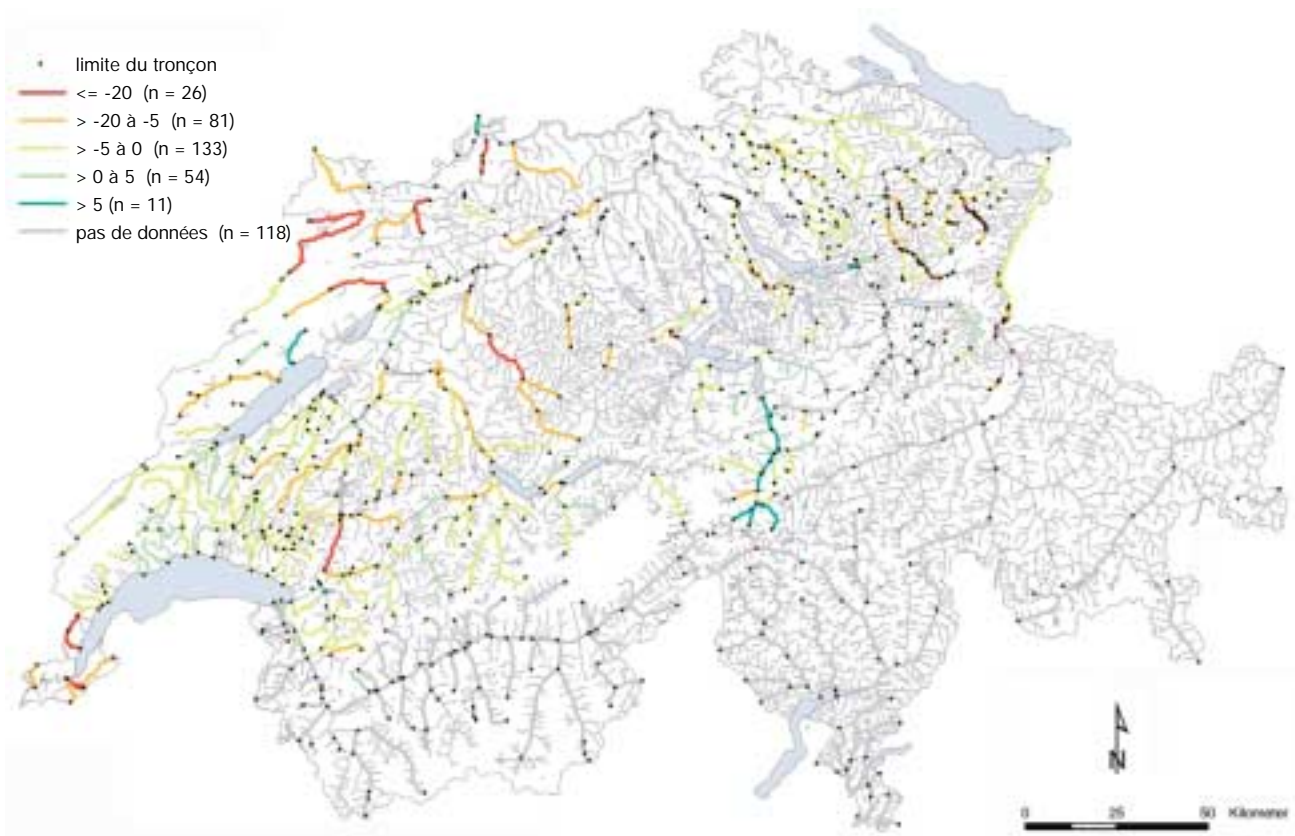 limite du tronçon
<= -20 (n = 26)
> -20 à -5 (n = 81)
> -5 à 0 (n = 133)
> 0 à 5 (n = 54)
> 5 (n = 11)
pas de données (n = 118)
N
0 25 50 Kilometer